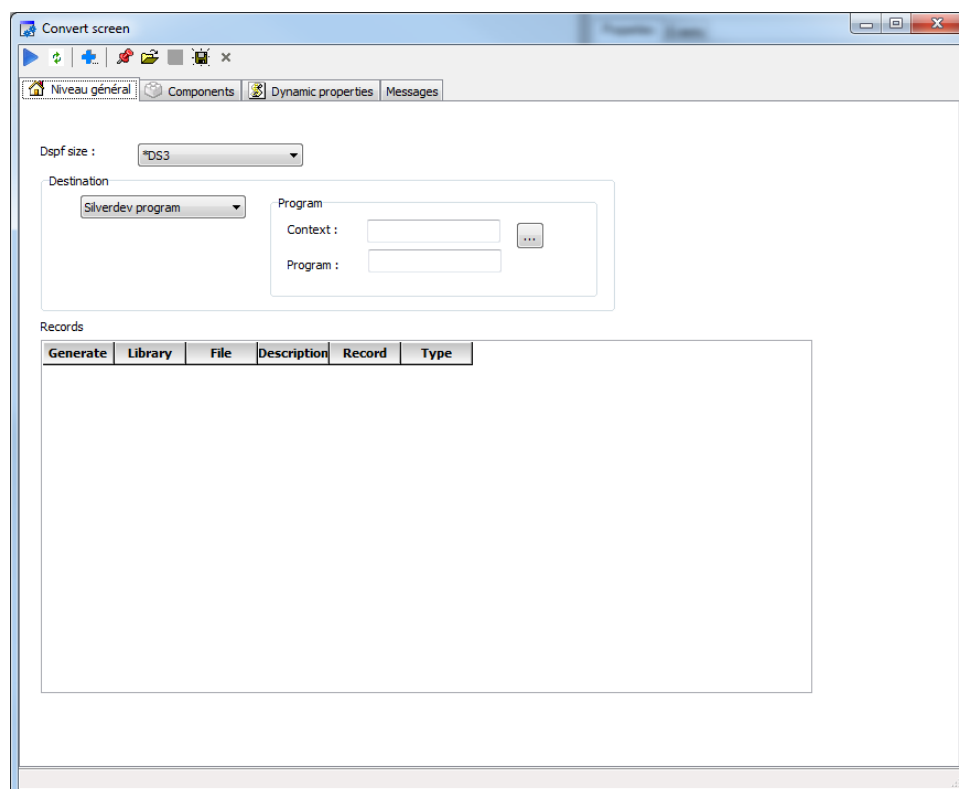 Convert screen
Niveau général Components Dynamic properties Messages
Dspf size : *DS3
Destination
Silverdev program
Program
Context : ...
Program :
Records
Generate Library File Description Record Type